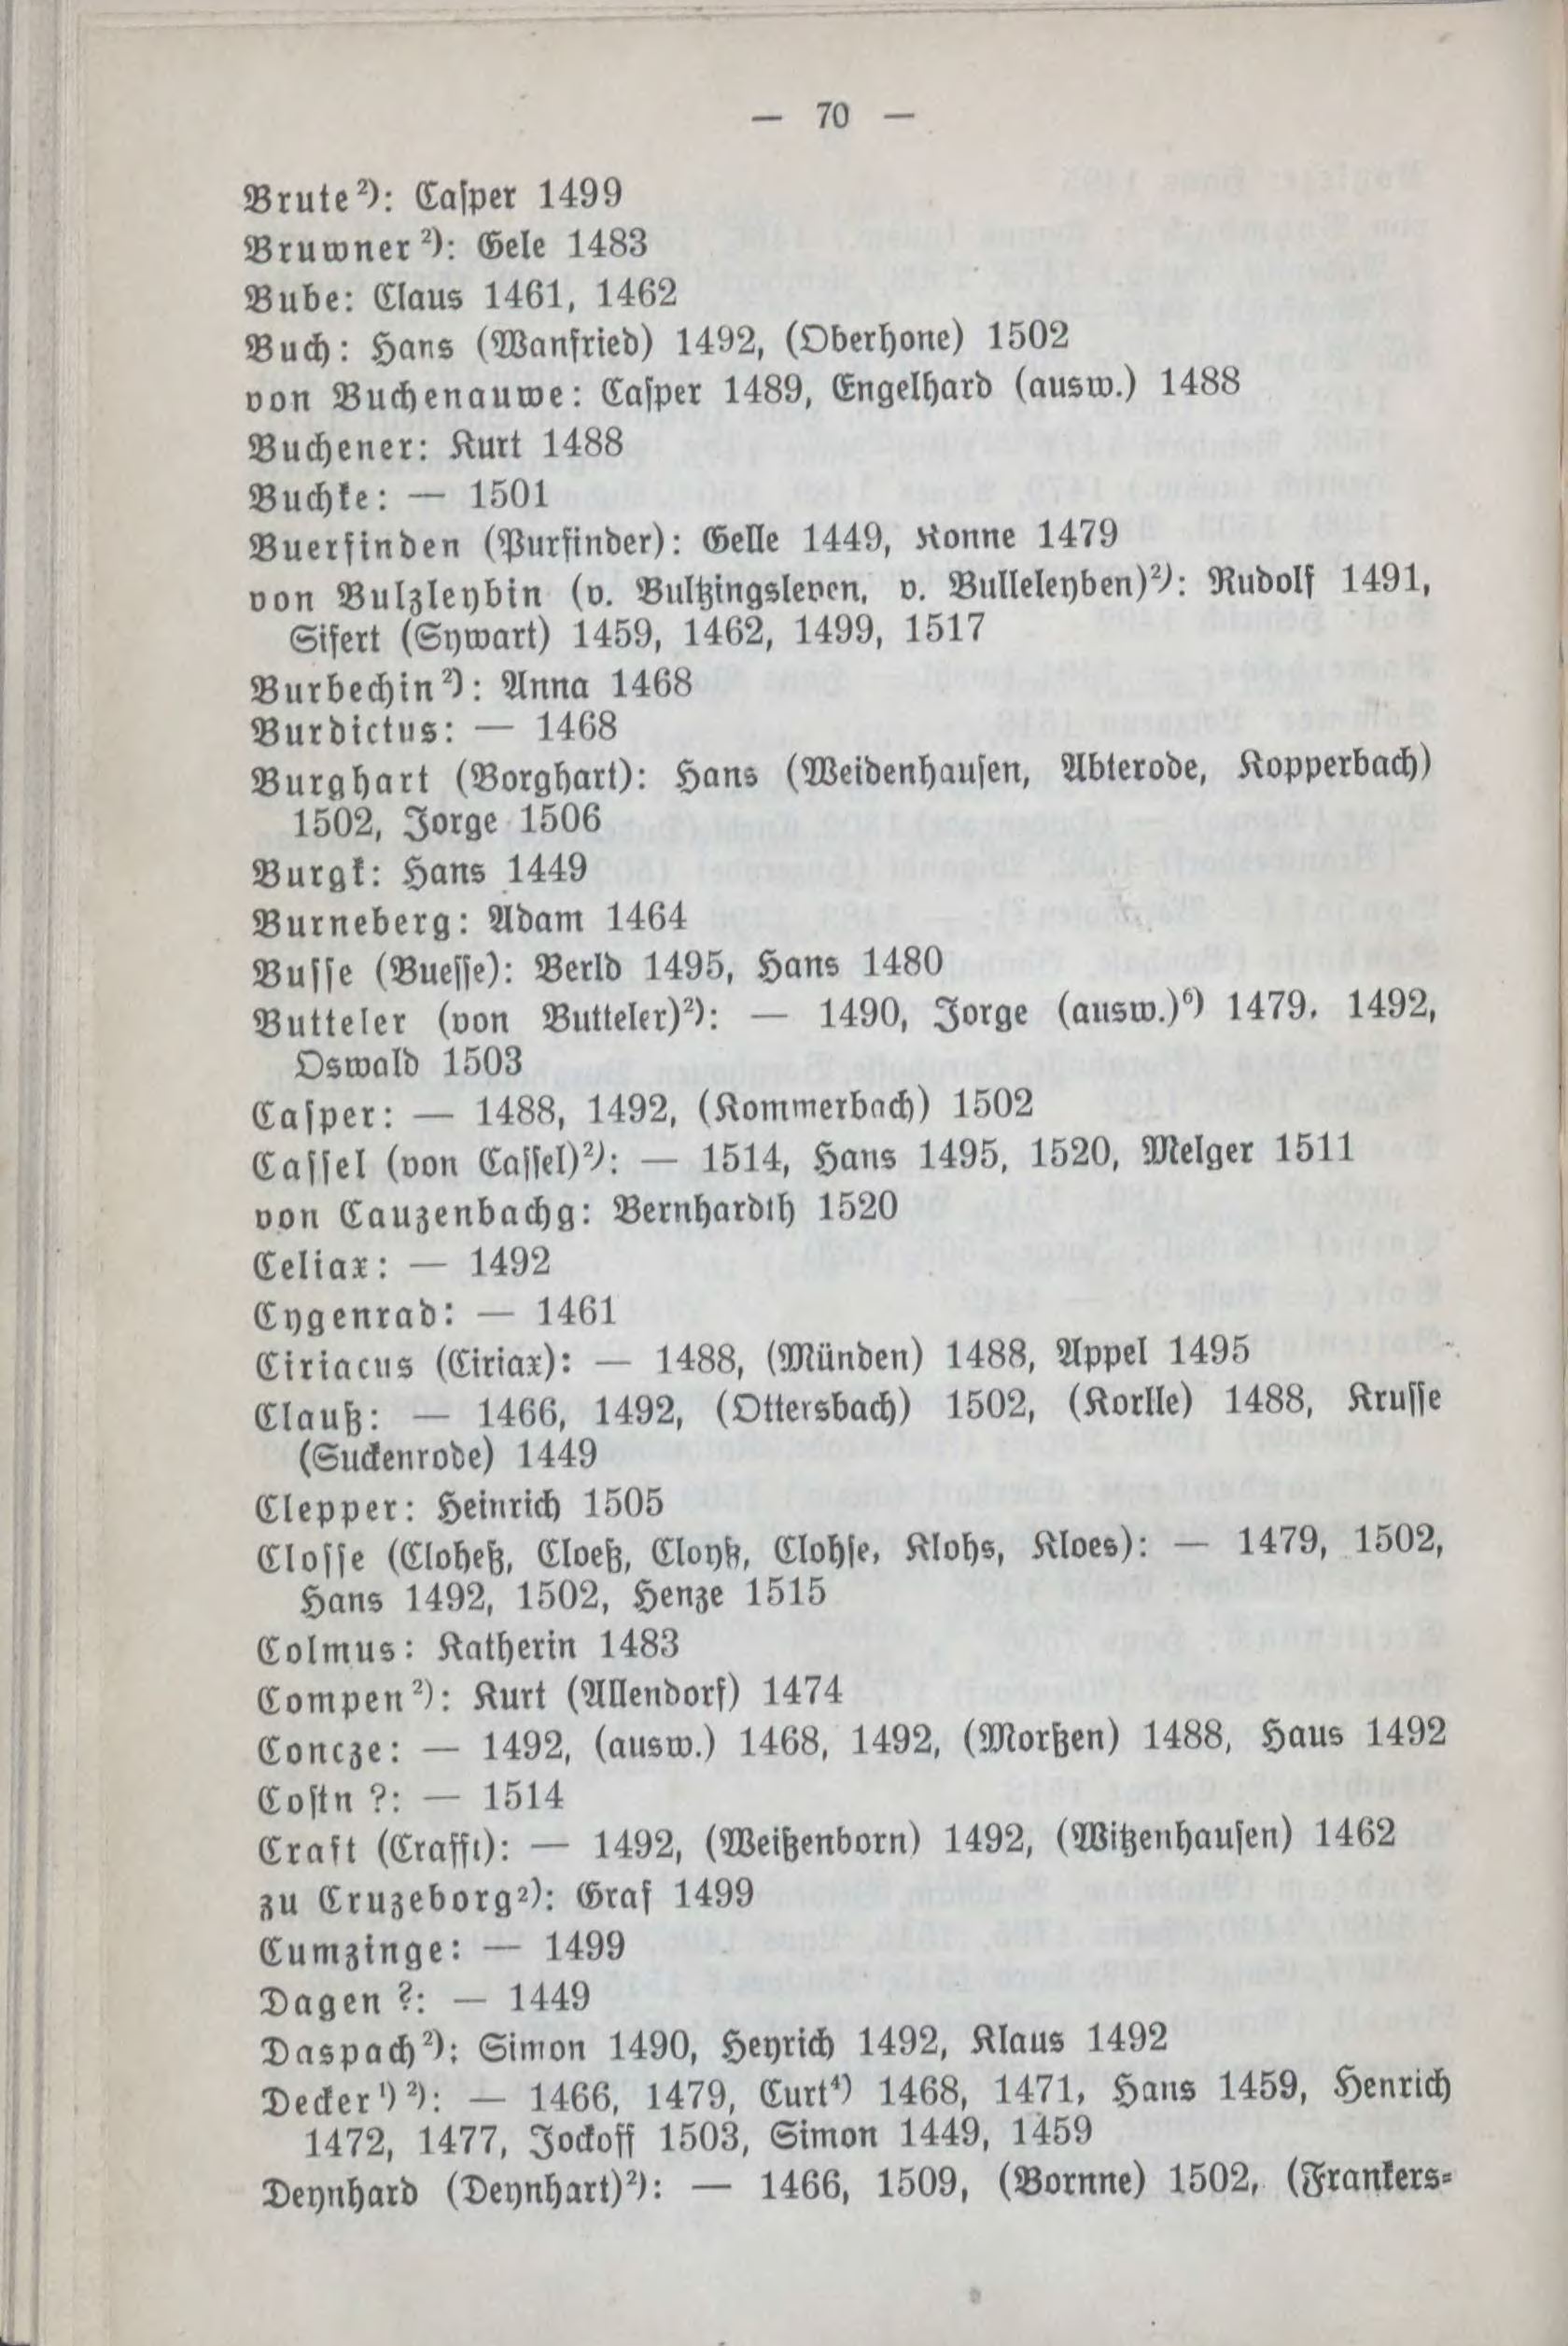 — 70 —
Brute²): Casper 1499
Bruwner²): Gele 1483
Bube: Claus 1461, 1462
Buch: Hans (Wanfried) 1492, (Oberhone) 1502
von Buchenauwe: Casper 1489, Engelhard (ausw.) 1488
Buchener: Kurt 1488
Buchke: — 1501
Buerfinden (Purfinder): Gelle 1449, Konne 1479
von Bulzleybin (v. Bultzingsleven, v. Bulleleyben)²): Rudolf 1491,
Sifert (Sywart) 1459, 1462, 1499, 1517
Burbechin²): Anna 1468
Burdictus: — 1468
Burghart (Borghart): Hans (Weidenhausen, Abterode, Kopperbach)
1502, Jorge 1506
Burgk: Hans 1449
Burneberg: Adam 1464
Busse (Buesse): Berld 1495, Hans 1480
Butteler (von Butteler)²): — 1490, Jorge (ausw.)⁶) 1479, 1492,
Oswald 1503
Casper: — 1488, 1492, (Kommerbach) 1502
Cassel (von Cassel)²): — 1514, Hans 1495, 1520, Melger 1511
von Cauzenbachg: Bernhardth 1520
Celiax: — 1492
Cygenrad: — 1461
Ciriacus (Ciriax): — 1488, (Münden) 1488, Appel 1495
Clauß: — 1466, 1492, (Ottersbach) 1502, (Korlle) 1488, Krusse
(Suckenrode) 1449
Clepper: Heinrich 1505
Closse (Cloheß, Cloeß, Cloyß, Clohse, Klohs, Kloes): — 1479, 1502,
Hans 1492, 1502, Henze 1515
Colmus: Katherin 1483
Compen²): Kurt (Allendorf) 1474
Concze: — 1492, (ausw.) 1468, 1492, (Morßen) 1488, Haus 1492
Costn ?: — 1514
Craft (Crafft): — 1492, (Weißenborn) 1492, (Witzenhausen) 1462
zu Cruzeborg²): Graf 1499
Cumzinge: — 1499
Dagen ?: — 1449
Daspach²): Simon 1490, Heyrich 1492, Klaus 1492
Decker¹) ²): — 1466, 1479, Curt⁴) 1468, 1471, Hans 1459, Henrich
1472, 1477, Jockoff 1503, Simon 1449, 1459
Deynhard (Deynhart)²): — 1466, 1509, (Bornne) 1502, (Frankers-